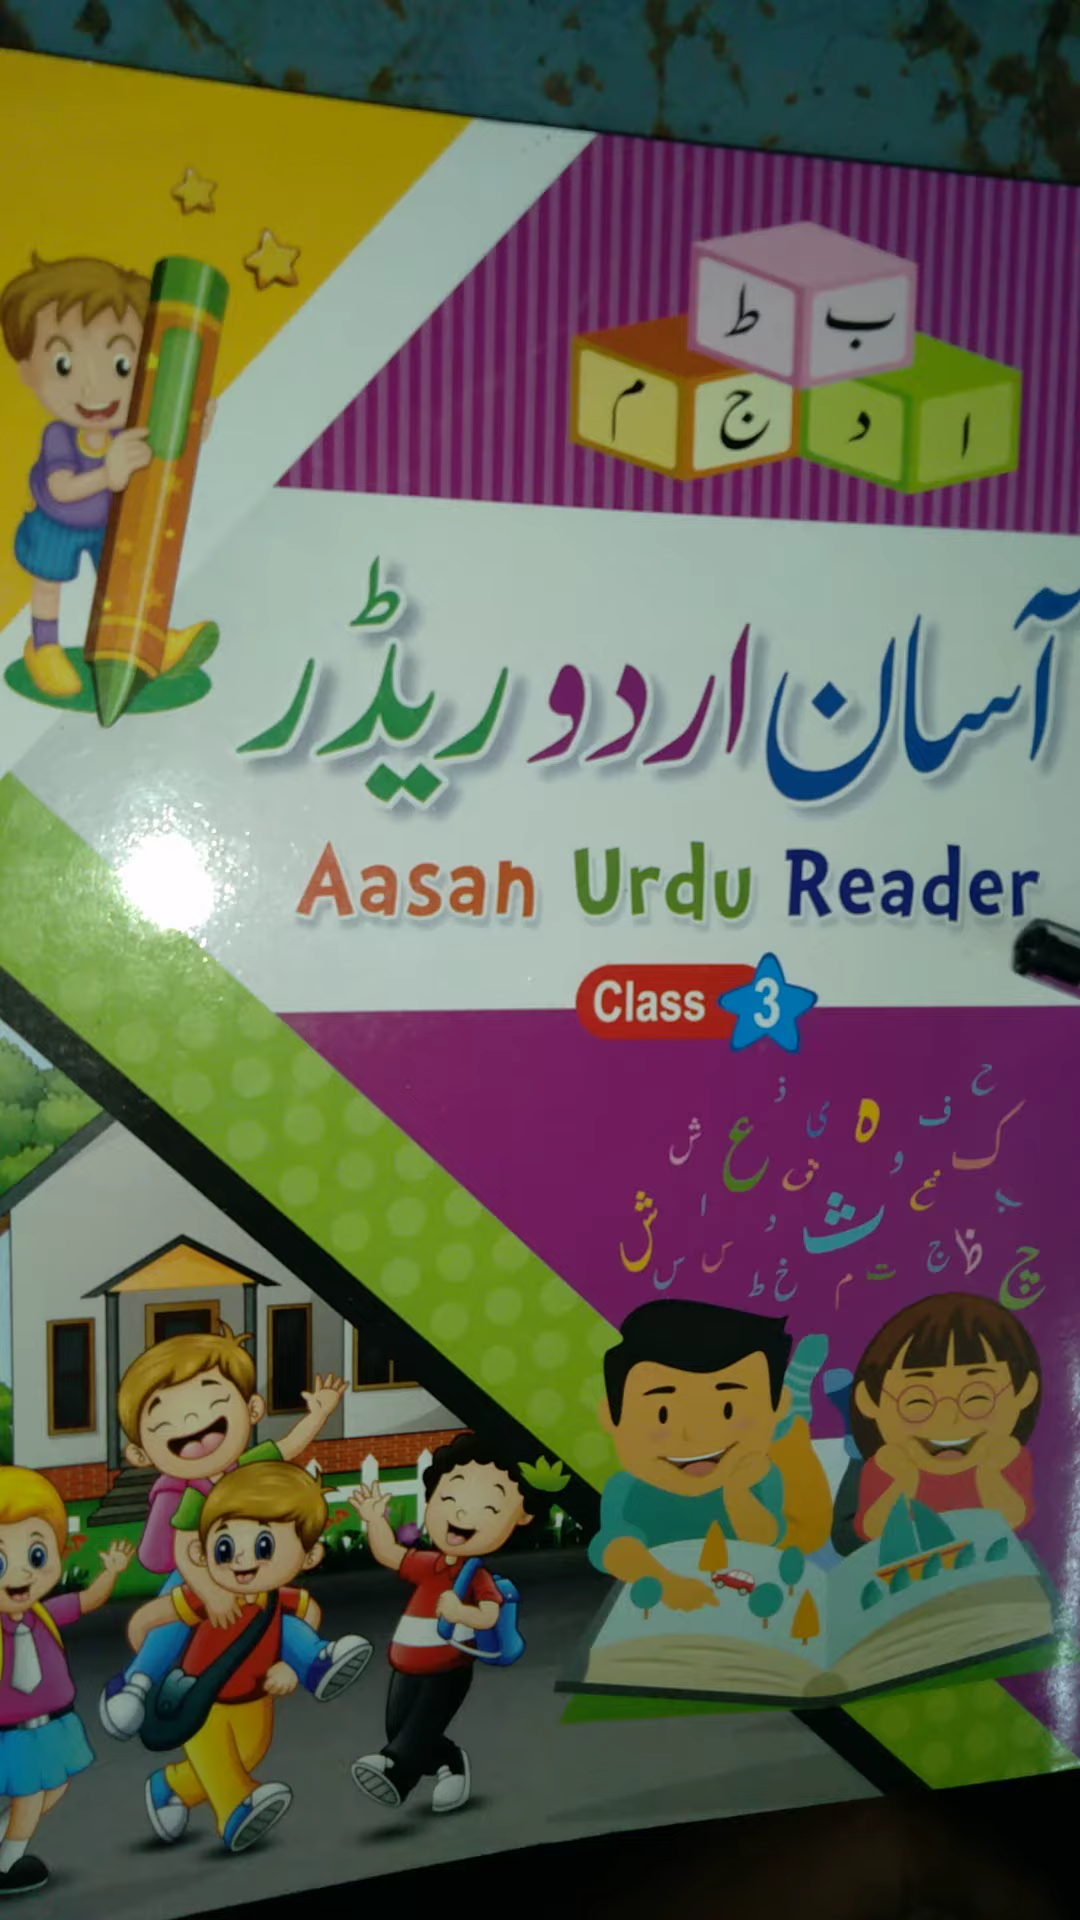 ط ب
م ج د ا
آسان اردو ریڈر
Aasan Urdu Reader
Class 3
ح
ذ
ش ع ی ہ ف ک
ق و غ
ش ا د ث ب
س س خ ط م ت ج ظ چ